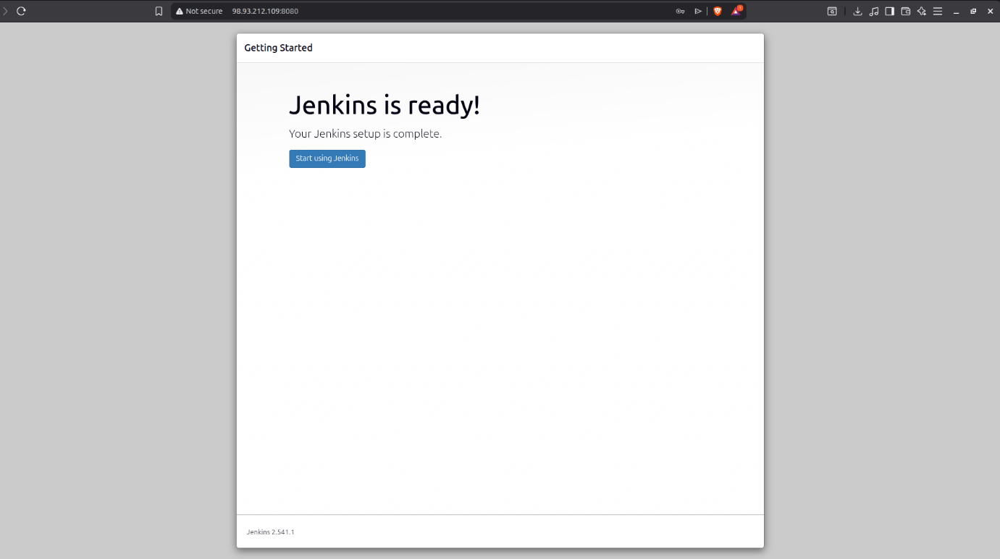 Not secure 98.93.212.109:8080
1
Getting Started
Jenkins is ready!
Your Jenkins setup is complete.
Start using Jenkins
Jenkins 2.541.1